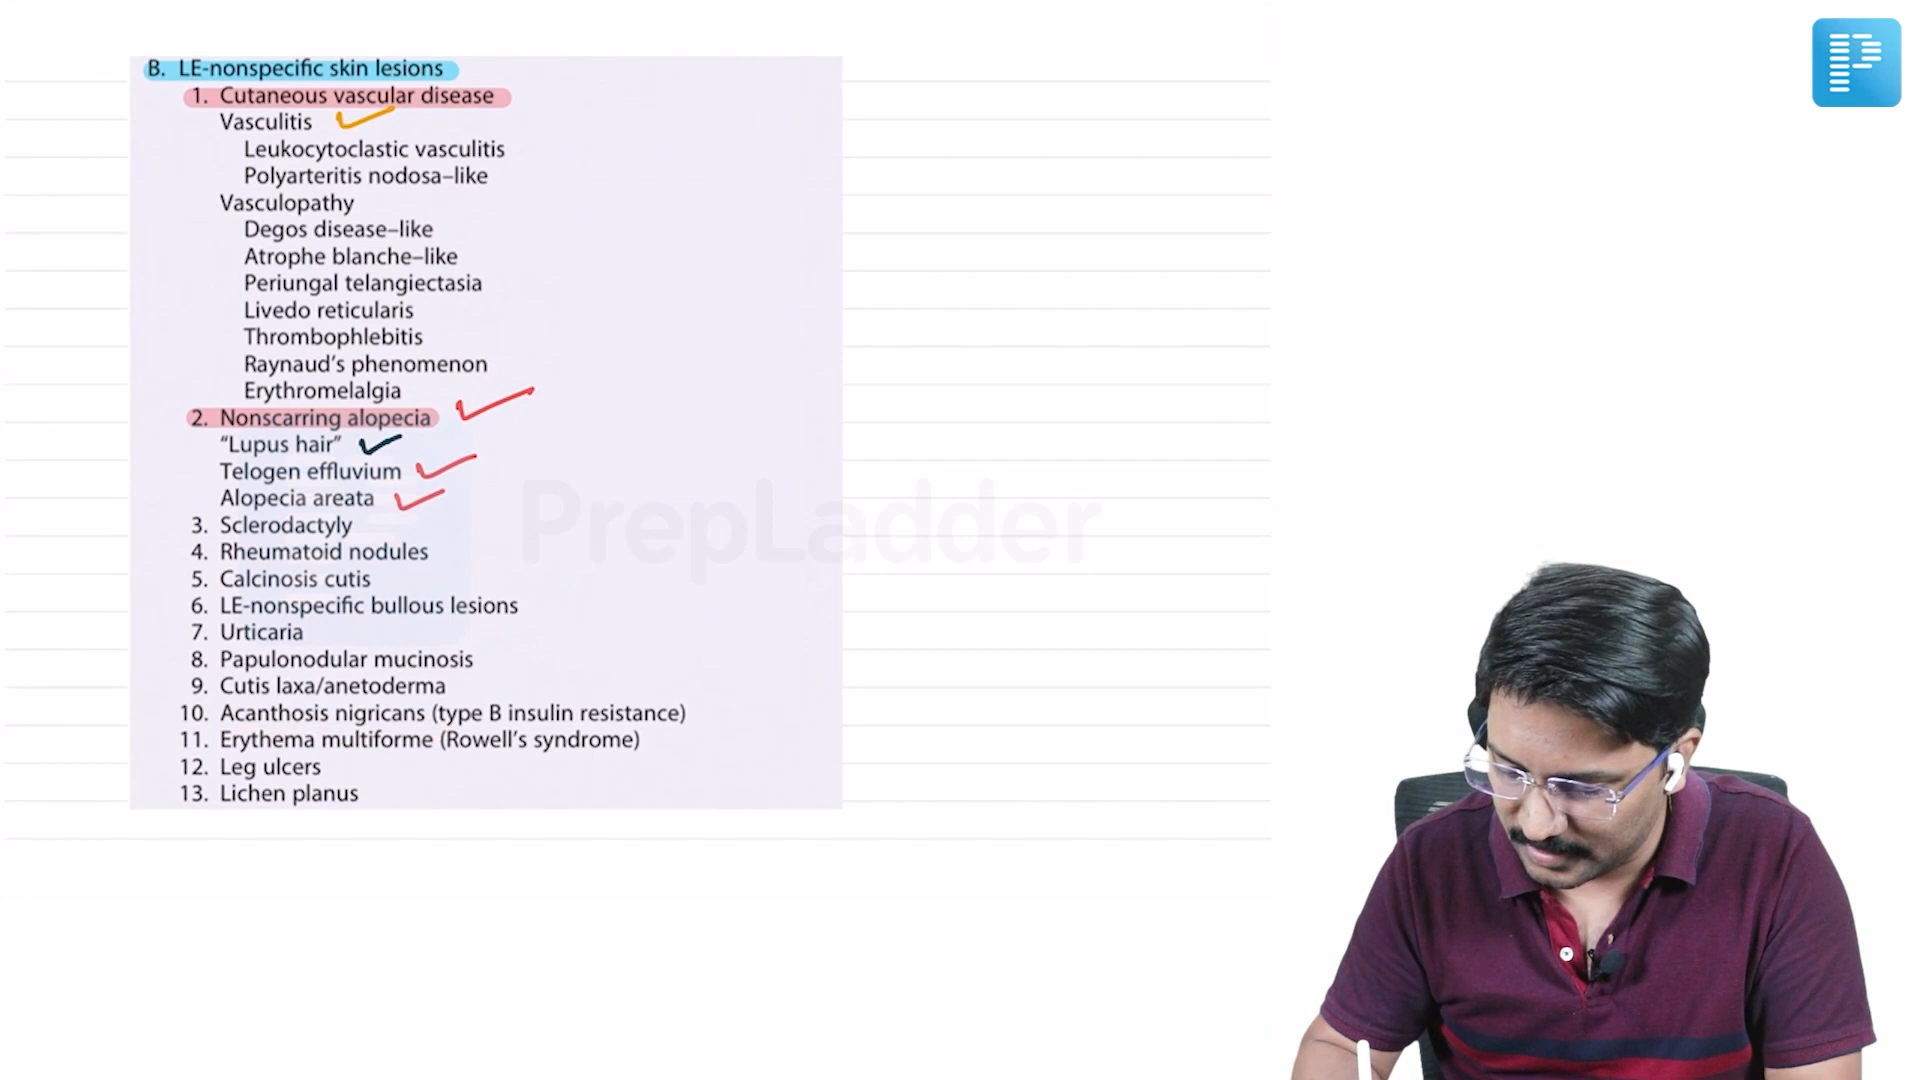 B. LE-nonspecific skin lesions
1. Cutaneous vascular disease
Vasculitis
Leukocytoclastic vasculitis
Polyarteritis nodosa–like
Vasculopathy
Degos disease–like
Atrophe blanche–like
Periungal telangiectasia
Livedo reticularis
Thrombophlebitis
Raynaud's phenomenon
Erythromelalgia
2. Nonscarring alopecia
“Lupus hair”
Telogen effluvium
Alopecia areata
3. Sclerodactyly
4. Rheumatoid nodules
5. Calcinosis cutis
6. LE-nonspecific bullous lesions
7. Urticaria
8. Papulonodular mucinosis
9. Cutis laxa/anetoderma
10. Acanthosis nigricans (type B insulin resistance)
11. Erythema multiforme (Rowell's syndrome)
12. Leg ulcers
13. Lichen planus
PrepLadder